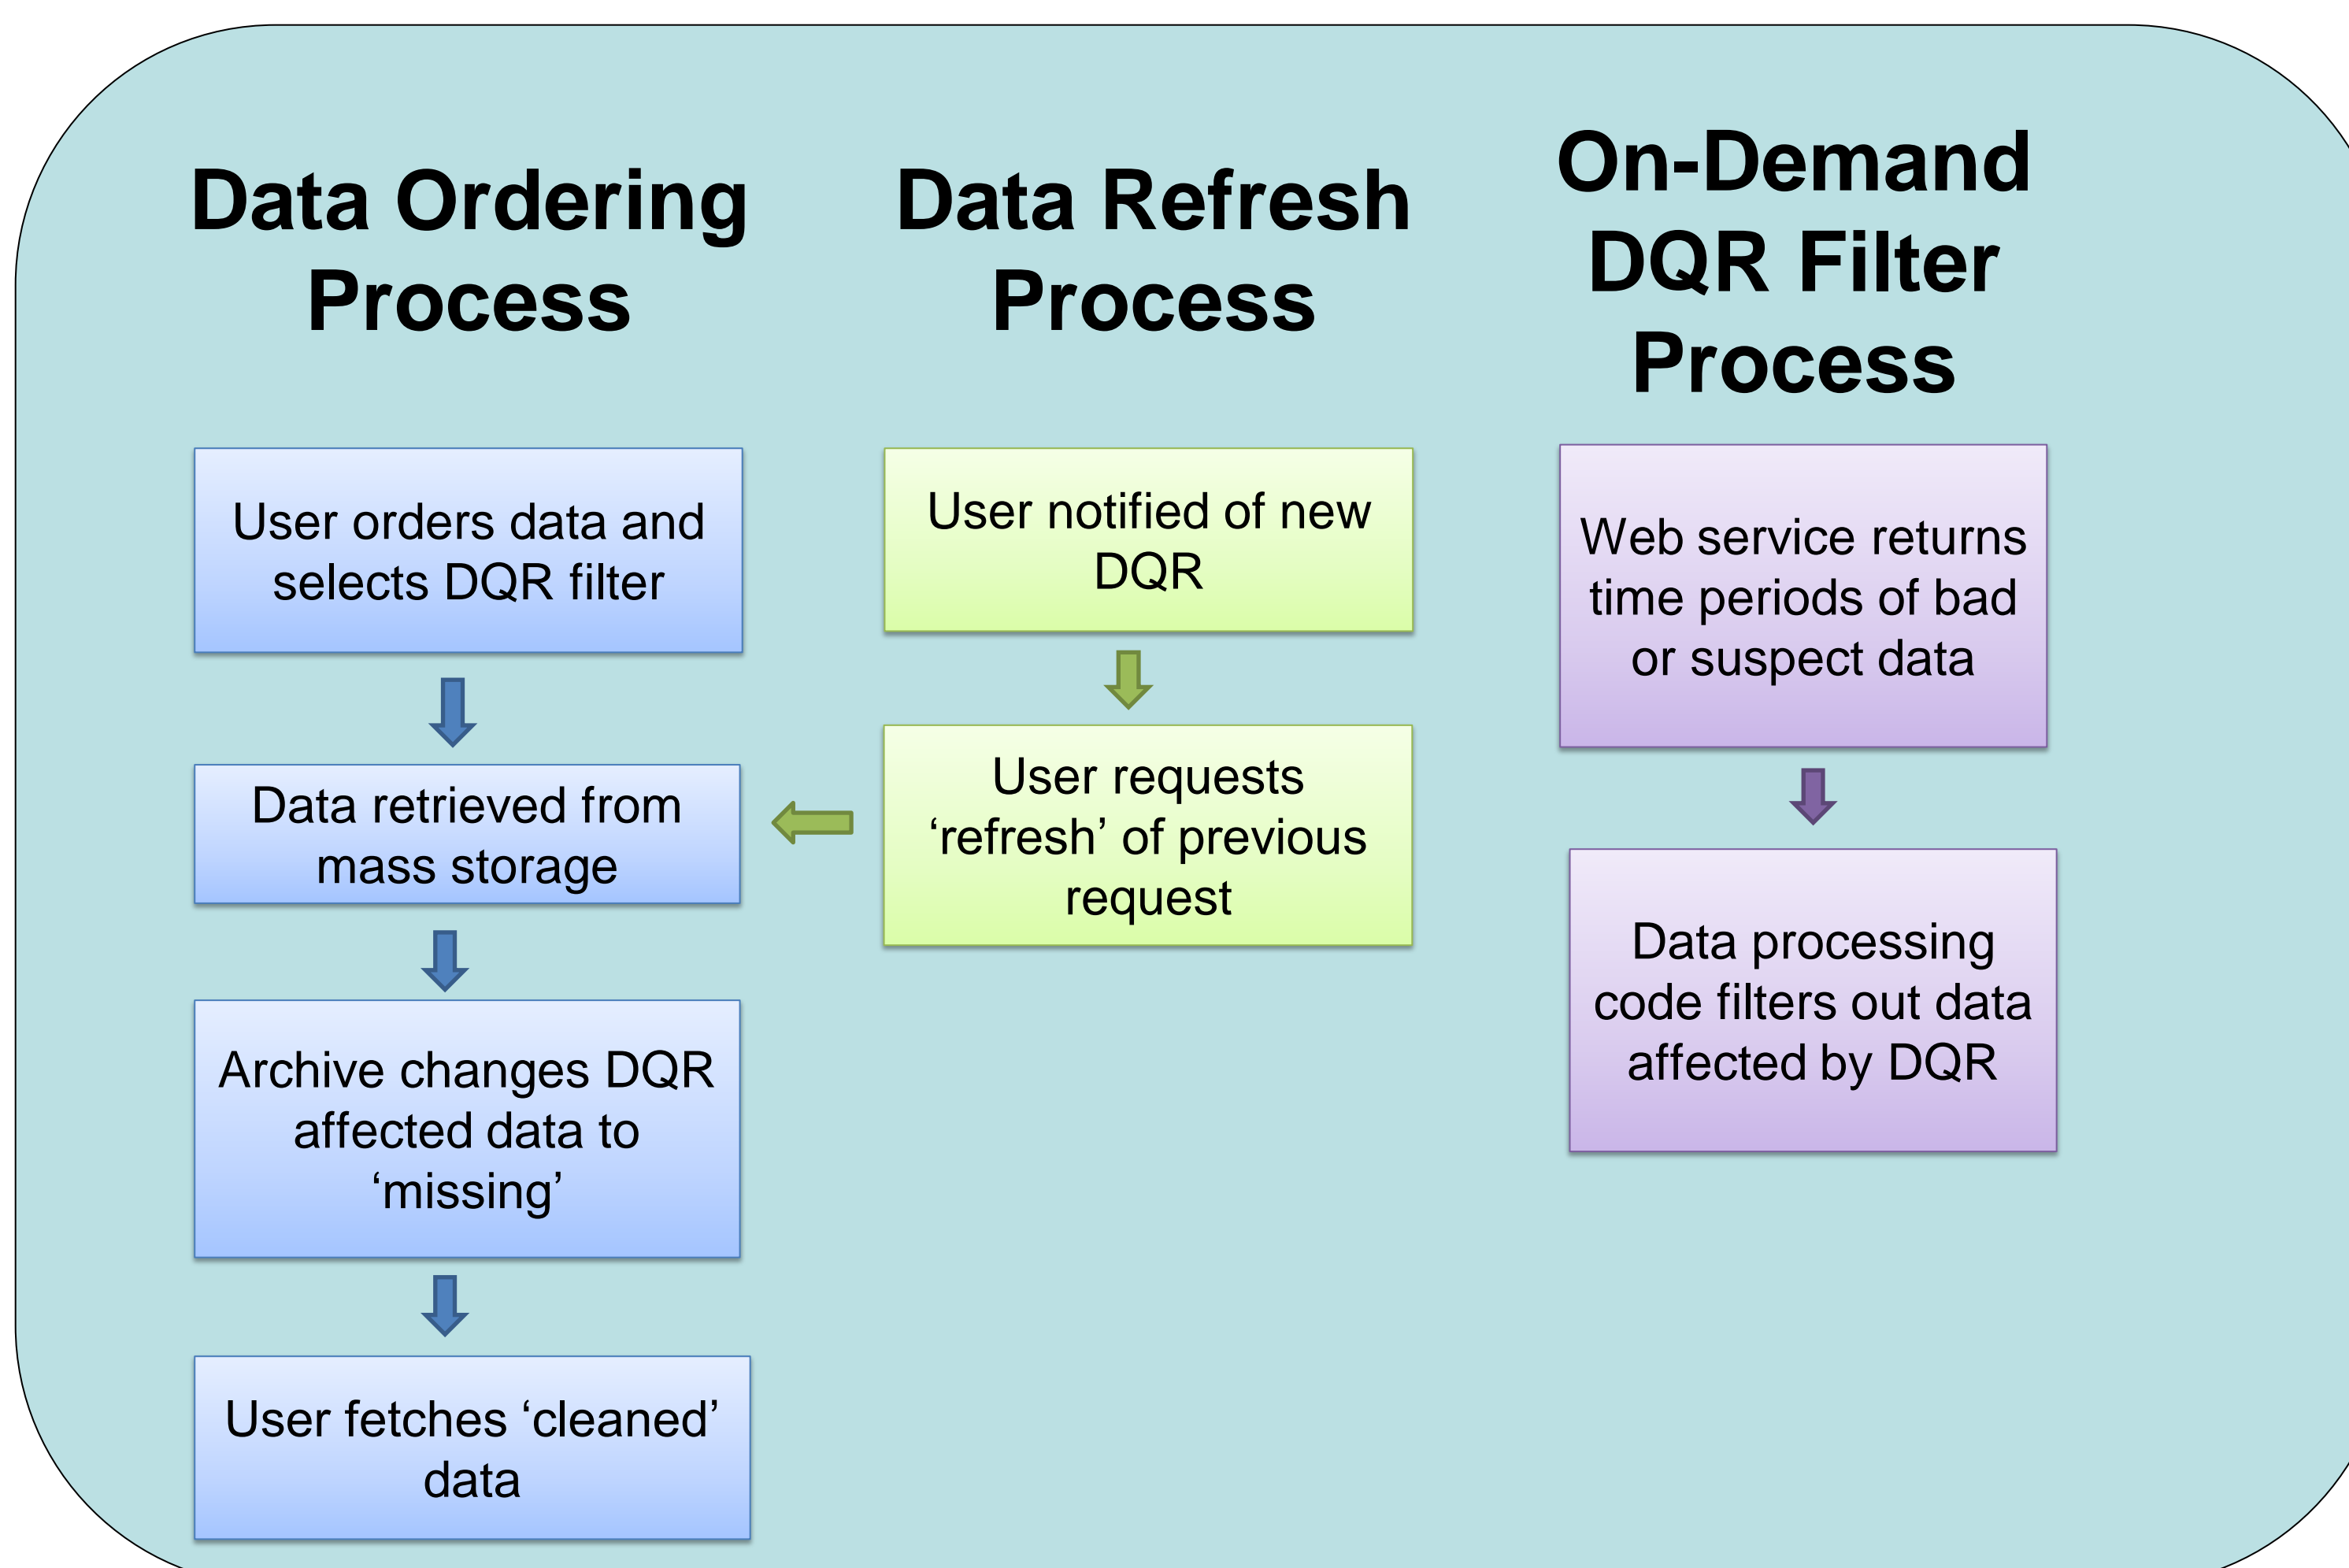 Data Ordering
Process
User orders data and
selects DQR filter
Data retrieved from
mass storage
Archive changes DQR
affected data to
‘missing’
User fetches ‘cleaned’
data
Data Refresh
Process
User notified of new
DQR
User requests
‘refresh’ of previous
request
On-Demand
DQR Filter
Process
Web service returns
time periods of bad
or suspect data
Data processing
code filters out data
affected by DQR